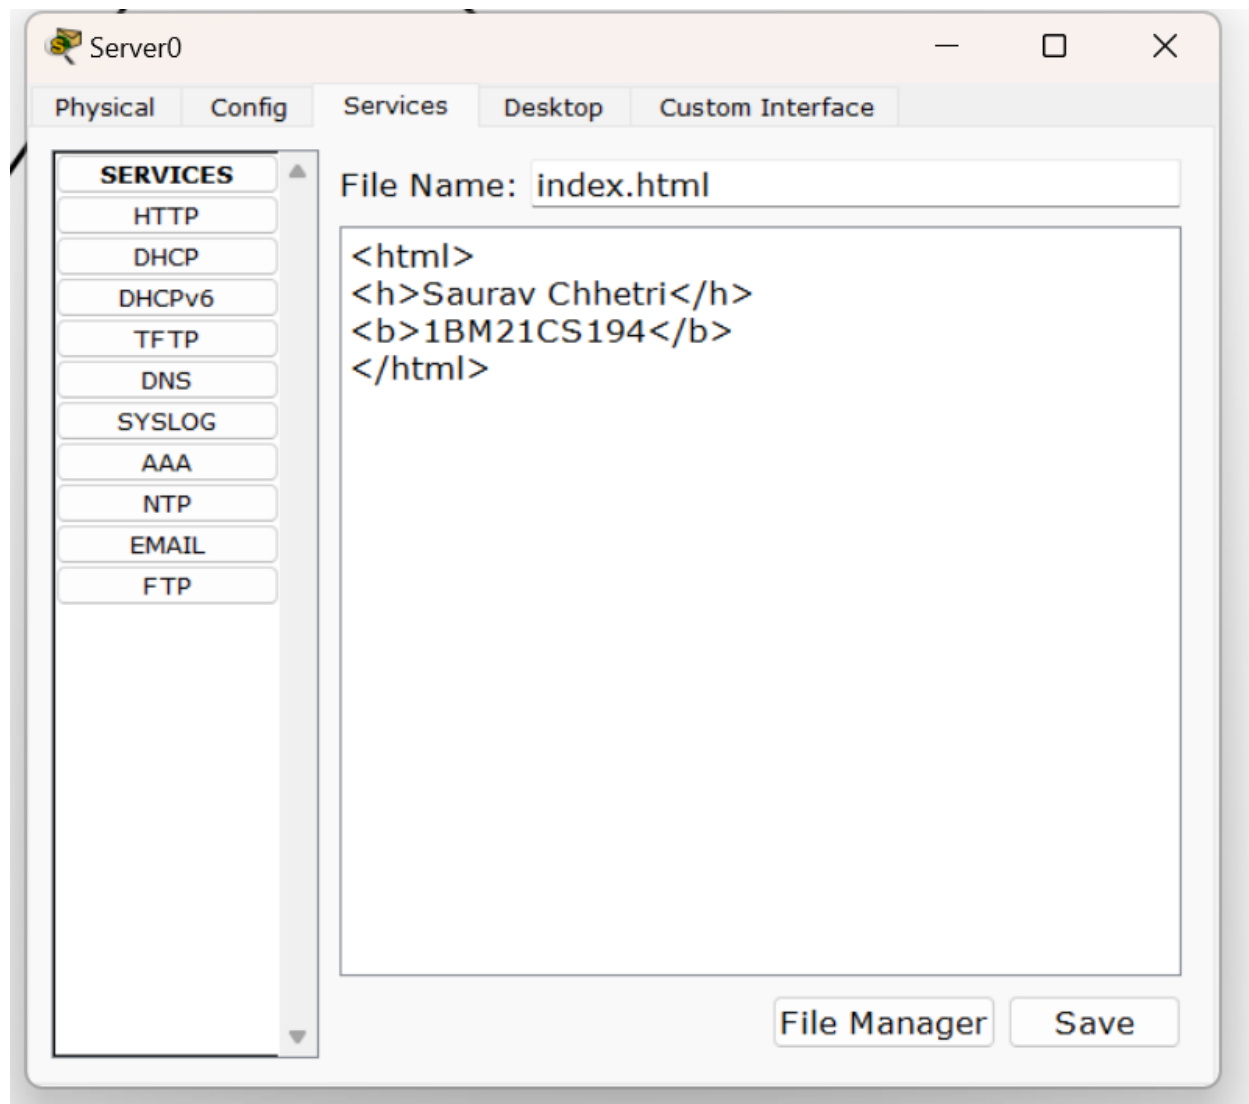 Server0
Physical Config Services Desktop Custom Interface
SERVICES
HTTP
DHCP
DHCPv6
TFTP
DNS
SYSLOG
AAA
NTP
EMAIL
FTP
File Name: index.html
<html>
<h>Saurav Chhetri</h>
<b>1BM21CS194</b>
</html>
File Manager Save